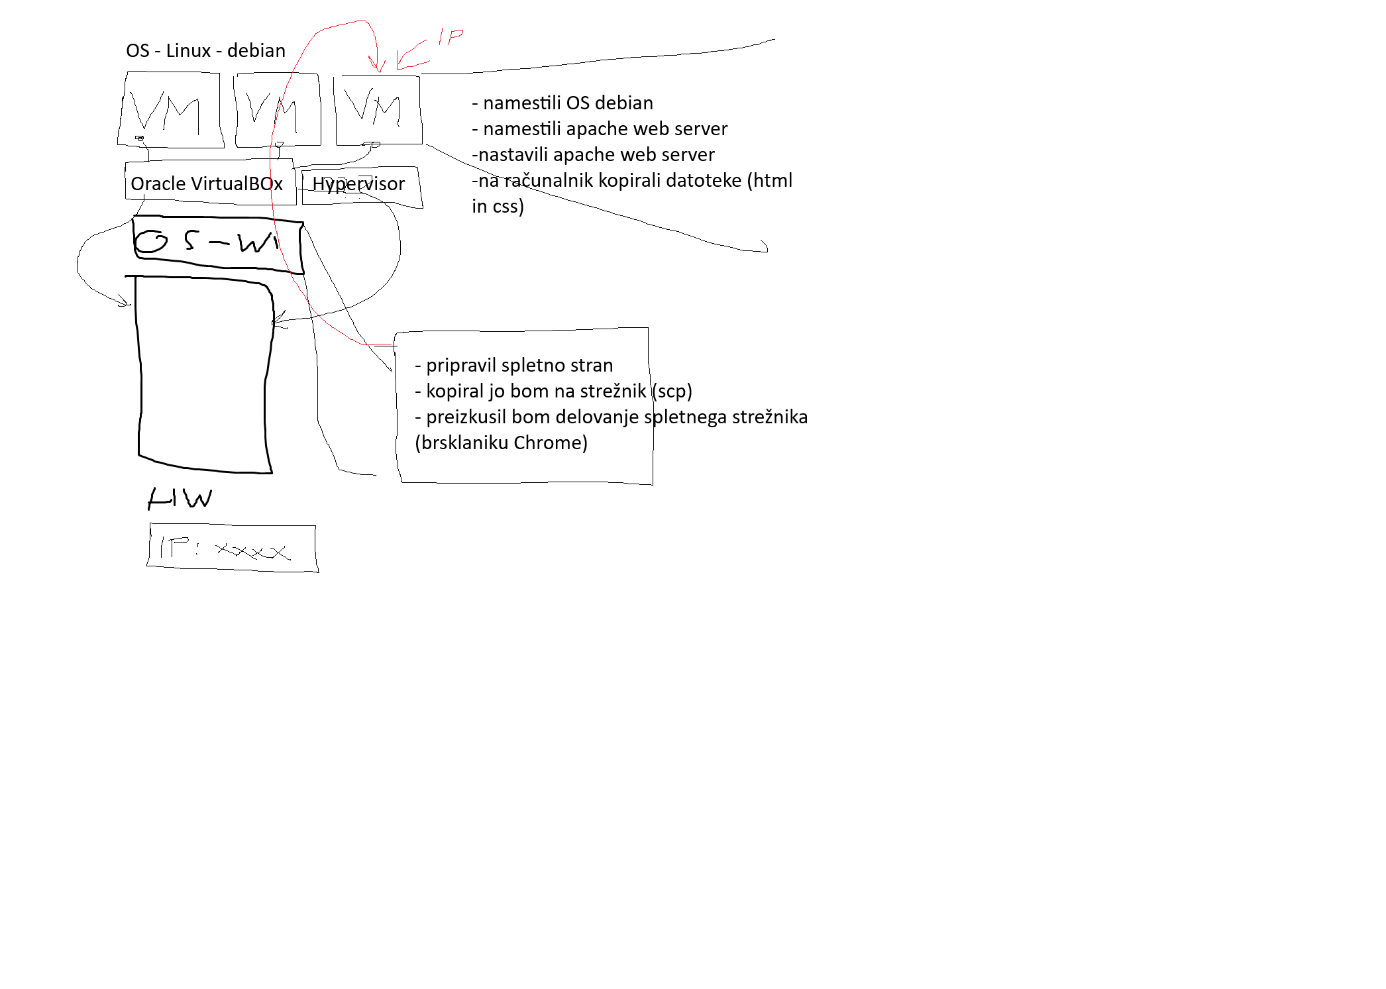 IP
OS - Linux - debian
VM
VM
VM
- namestili OS debian
- namestili apache web server
-nastavili apache web server
-na računalnik kopirali datoteke (html
in css)
Oracle VirtualBOx
Hypervisor
OS-WI
- pripravil spletno stran
- kopiral jo bom na strežnik (scp)
- preizkusil bom delovanje spletnega strežnika
(brsklaniku Chrome)
HW
IP: xxxx